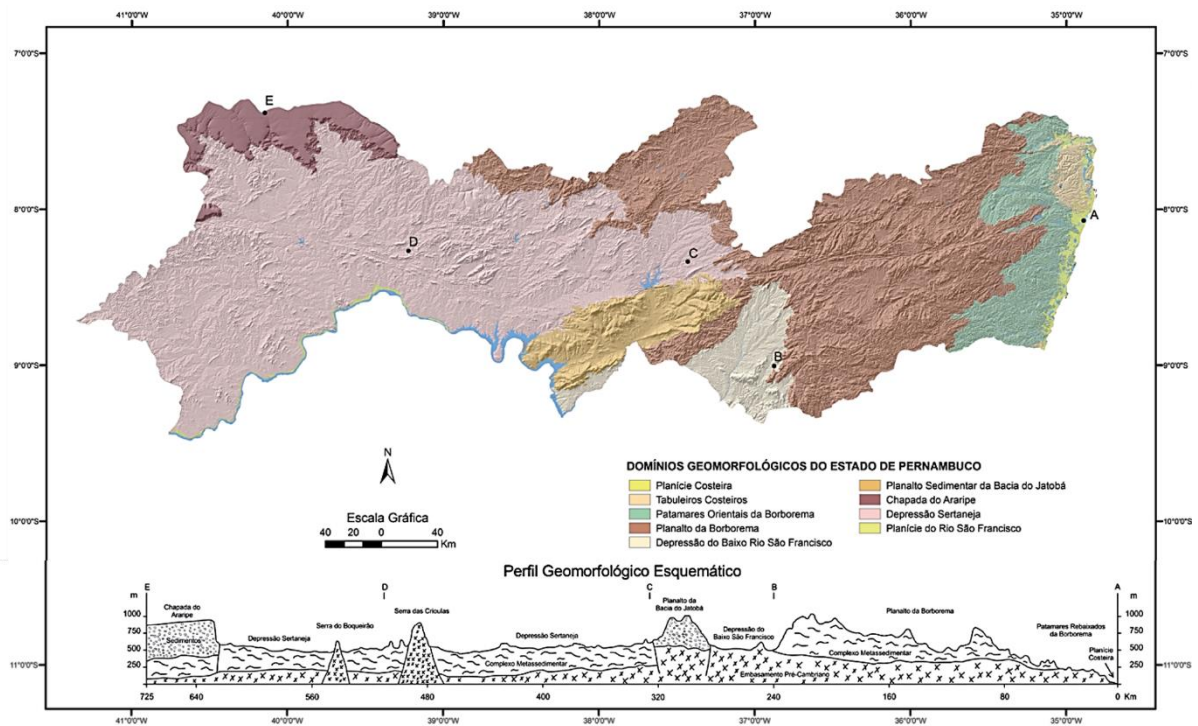 41°0'0"W 40°0'0"W 39°0'0"W 38°0'0"W 37°0'0"W 36°0'0"W 35°0'0"W
7°0'0"S 7°0'0"S
E
8°0'0"S 8°0'0"S
A
D
C
9°0'0"S 9°0'0"S
B
N
Escala Gráfica
40 20 0 40
Km
DOMÍNIOS GEOMORFOLÓGICOS DO ESTADO DE PERNAMBUCO
Planície Costeira
Tabuleiros Costeiros
Patamares Orientais da Borborema
Planalto da Borborema
Depressão do Baixo Rio São Francisco
Planalto Sedimentar da Bacia do Jatobá
Chapada do Araripe
Depressão Sertaneja
Planície do Rio São Francisco
10°0'0"S 10°0'0"S
Perfil Geomorfológico Esquemático
E D C B A
m m
1000 1000
750 750
500 500
250 250
Chapada do
Araripe
Sedimentos
Depressão Sertaneja
Serra do Boqueirão
Serra das Crioulas
Depressão Sertaneja
Complexo Metassedimentar
Planalto da
Bacia do Jatobá
Depressão do
Baixo São Francisco
Planalto da Borborema
Complexo Metassedimentar
Embasamento Pré-Cambriano
Patamares Rebaixados
da Borborema
Planície
Costeira
11°0'0"S 11°0'0"S
725 640 560 480 400 320 240 160 80 0 Km
41°0'0"W 40°0'0"W 39°0'0"W 38°0'0"W 37°0'0"W 36°0'0"W 35°0'0"W